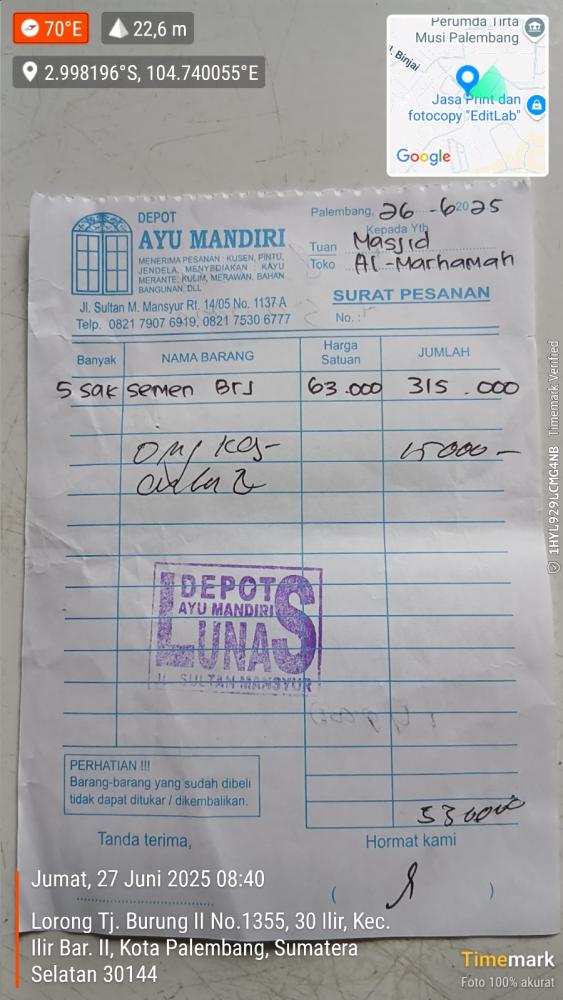 70°E
22,6 m
2.998196°S, 104.740055°E
Perumda Tirta
Musi Palembang
l. Binjai
Jasa Print dan
fotocopy "EditLab"
Google
DEPOT
AYU MANDIRI
MENERIMA PESANAN : KUSEN, PINTU,
JENDELA, MENYEDIAKAN : KAYU
MERANTE, KULIM, MERAWAN, BAHAN
BANGUNAN, DLL
Jl. Sultan M. Mansyur Rt. 14/05 No. 1137 A
Telp. 0821 7907 6919, 0821 7530 6777
Palembang, 26 - 6 2025
Kepada Yth
Tuan Masjid
Toko Al-Marhamah
SURAT PESANAN
No. :
Banyak NAMA BARANG Harga Satuan JUMLAH
5 sak semen BrJ 63.000 315.000
15000 -
DEPOT
AYU MANDIRI
LUNAS
JL. SULTAN MANSYUR
PERHATIAN !!!
Barang-barang yang sudah dibeli
tidak dapat ditukar / dikembalikan.
Tanda terima, Hormat kami
( )
Jumat, 27 Juni 2025 08:40
Lorong Tj. Burung II No.1355, 30 Ilir, Kec.
Ilir Bar. II, Kota Palembang, Sumatera
Selatan 30144
Timemark
Foto 100% akurat
1HYL929LCMG4NB Timemark Verified